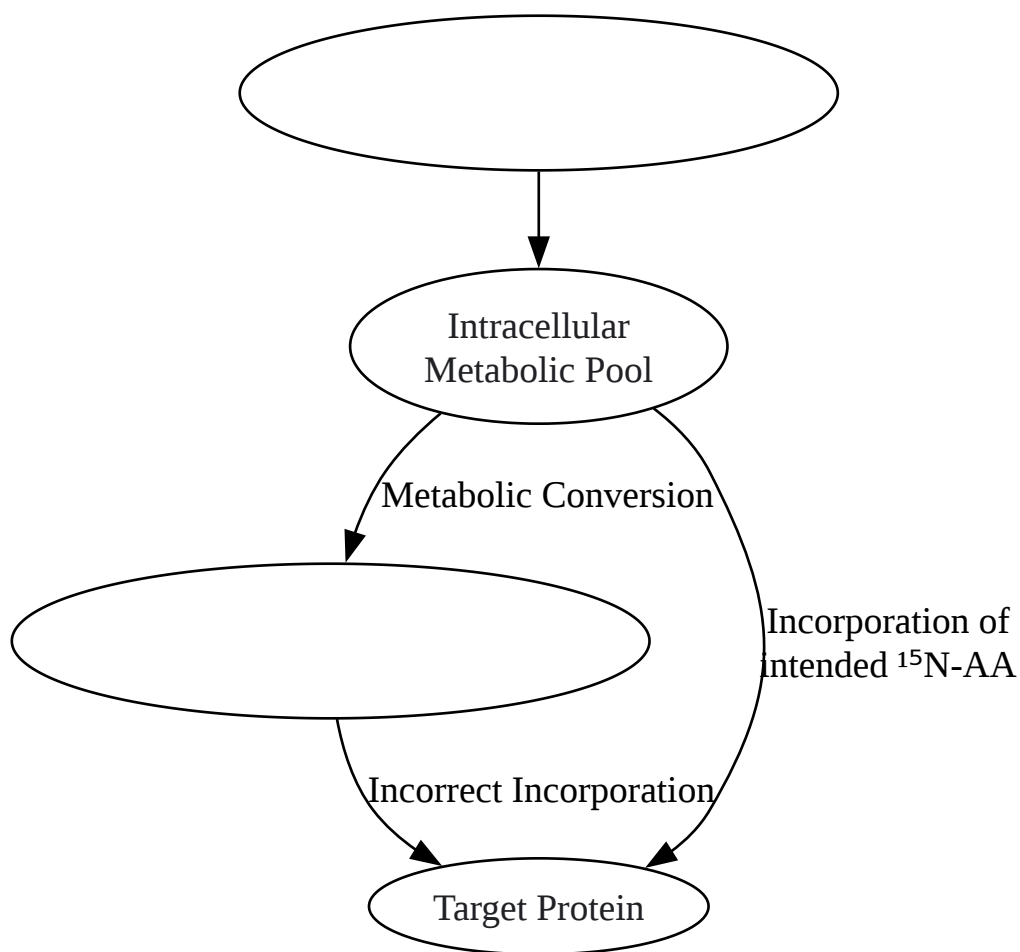 Intracellular
Metabolic Pool
Metabolic Conversion
Incorporation of
intended ¹⁵N-AA
Incorrect Incorporation
Target Protein